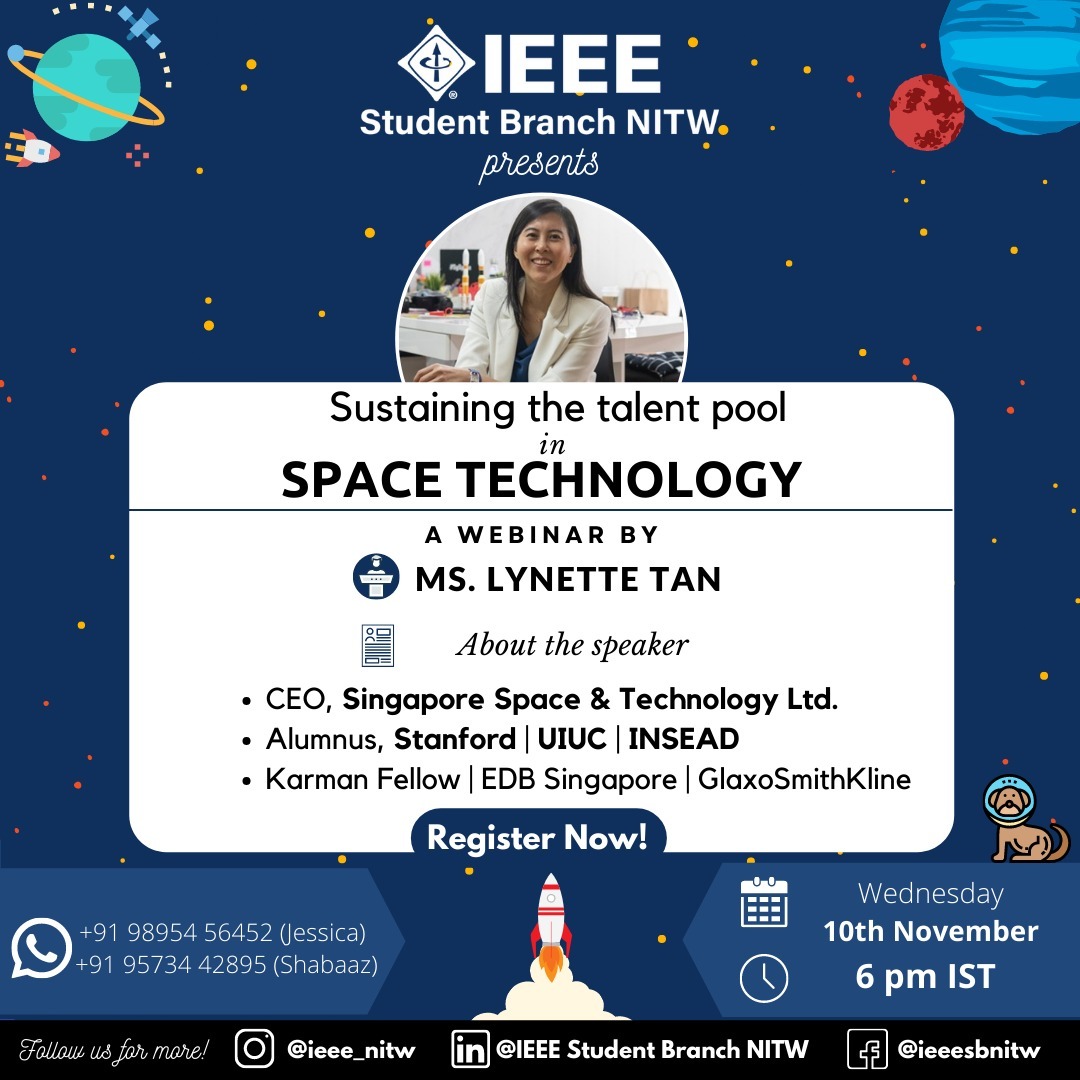 IEEE
®
Student Branch NITW
presents
Sustaining the talent pool
in
SPACE TECHNOLOGY
A WEBINAR BY
MS. LYNETTE TAN
About the speaker
• CEO, Singapore Space & Technology Ltd.
• Alumnus, Stanford | UIUC | INSEAD
• Karman Fellow | EDB Singapore | GlaxoSmithKline
Register Now!
+91 98954 56452 (Jessica)
+91 95734 42895 (Shabaaz)
Wednesday
10th November
6 pm IST
Follow us for more!
@ieee_nitw
in
@IEEE Student Branch NITW
f
@ieeesbnitw